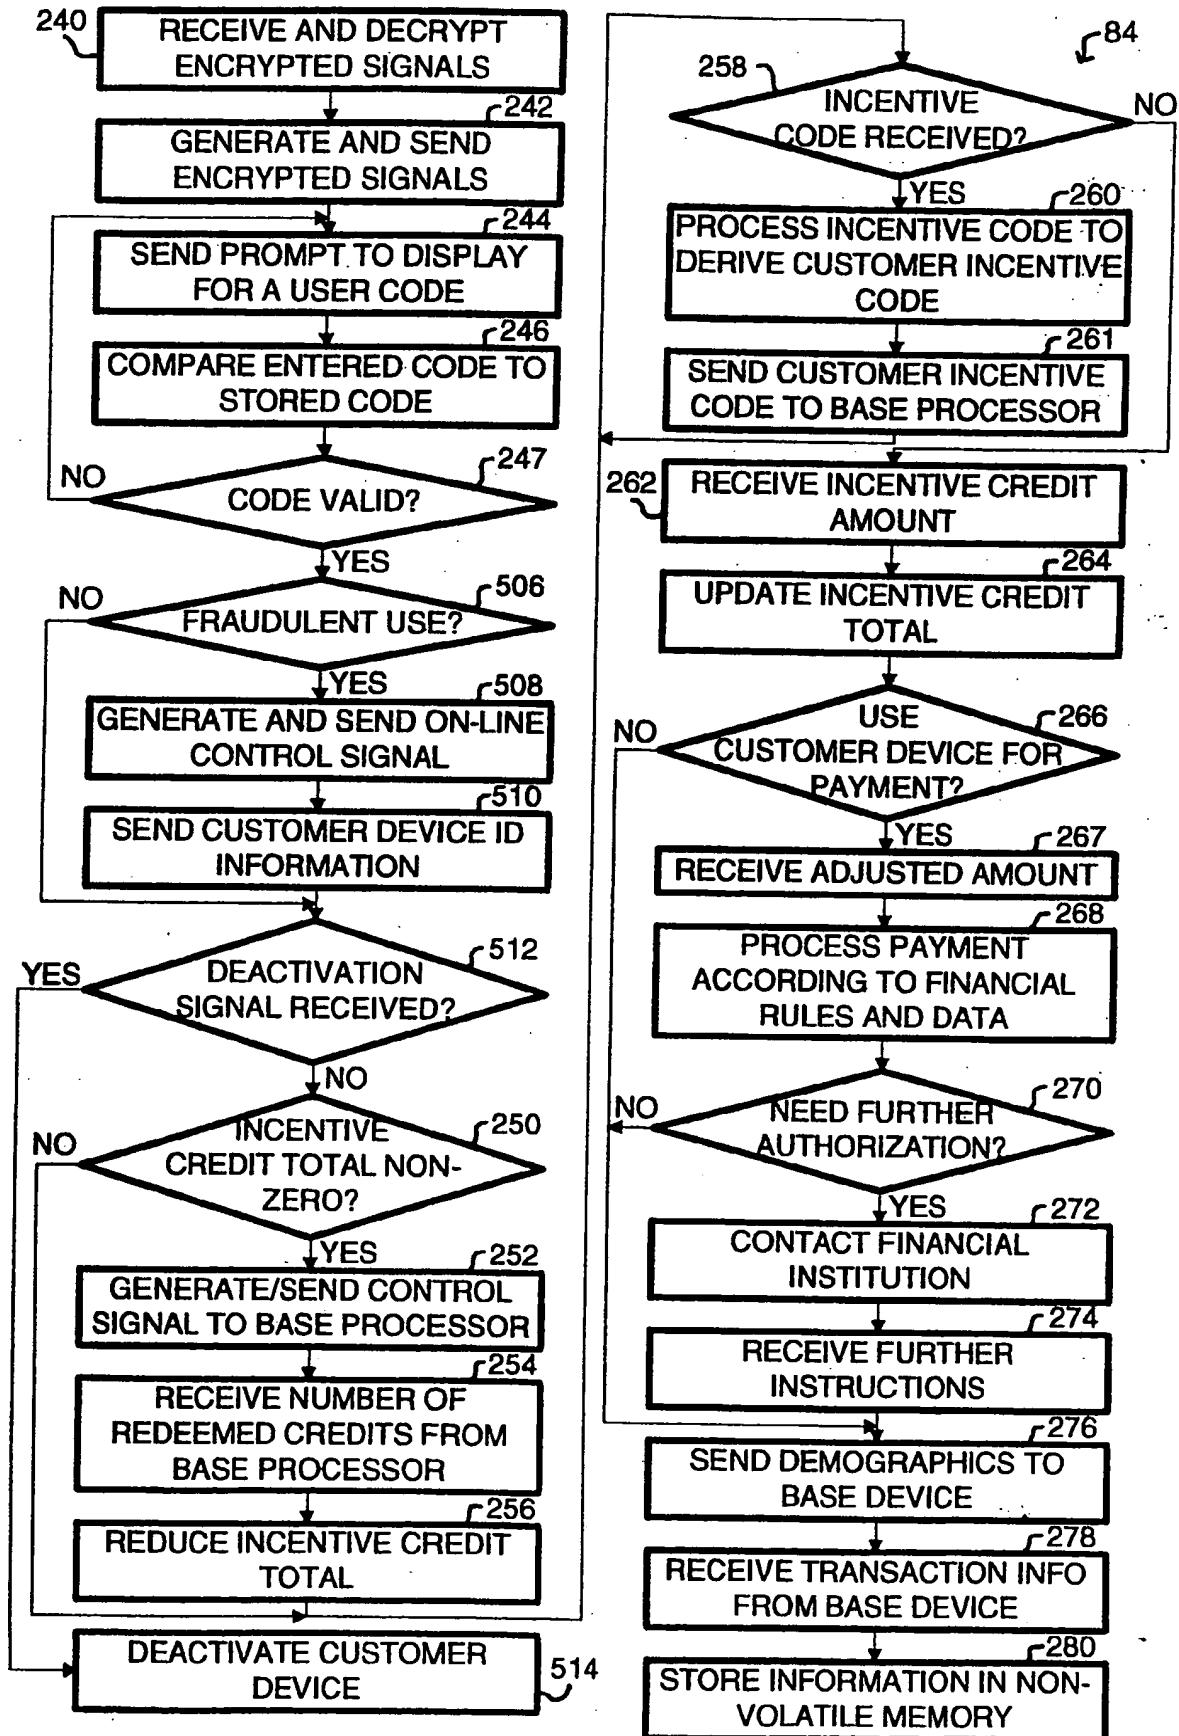 240
RECEIVE AND DECRYPT
ENCRYPTED SIGNALS
242
GENERATE AND SEND
ENCRYPTED SIGNALS
244
SEND PROMPT TO DISPLAY
FOR A USER CODE
246
COMPARE ENTERED CODE TO
STORED CODE
247
NO
CODE VALID?
YES
506
NO
FRAUDULENT USE?
YES
508
GENERATE AND SEND ON-LINE
CONTROL SIGNAL
510
SEND CUSTOMER DEVICE ID
INFORMATION
512
YES
DEACTIVATION
SIGNAL RECEIVED?
NO
250
NO
INCENTIVE
CREDIT TOTAL NON-
ZERO?
YES
252
GENERATE/SEND CONTROL
SIGNAL TO BASE PROCESSOR
254
RECEIVE NUMBER OF
REDEEMED CREDITS FROM
BASE PROCESSOR
256
REDUCE INCENTIVE CREDIT
TOTAL
DEACTIVATE CUSTOMER
DEVICE
514
84
258
INCENTIVE
CODE RECEIVED?
NO
YES
260
PROCESS INCENTIVE CODE TO
DERIVE CUSTOMER INCENTIVE
CODE
261
SEND CUSTOMER INCENTIVE
CODE TO BASE PROCESSOR
262
RECEIVE INCENTIVE CREDIT
AMOUNT
264
UPDATE INCENTIVE CREDIT
TOTAL
266
NO
USE
CUSTOMER DEVICE FOR
PAYMENT?
YES
267
RECEIVE ADJUSTED AMOUNT
268
PROCESS PAYMENT
ACCORDING TO FINANCIAL
RULES AND DATA
270
NO
NEED FURTHER
AUTHORIZATION?
YES
272
CONTACT FINANCIAL
INSTITUTION
274
RECEIVE FURTHER
INSTRUCTIONS
276
SEND DEMOGRAPHICS TO
BASE DEVICE
278
RECEIVE TRANSACTION INFO
FROM BASE DEVICE
280
STORE INFORMATION IN NON-
VOLATILE MEMORY